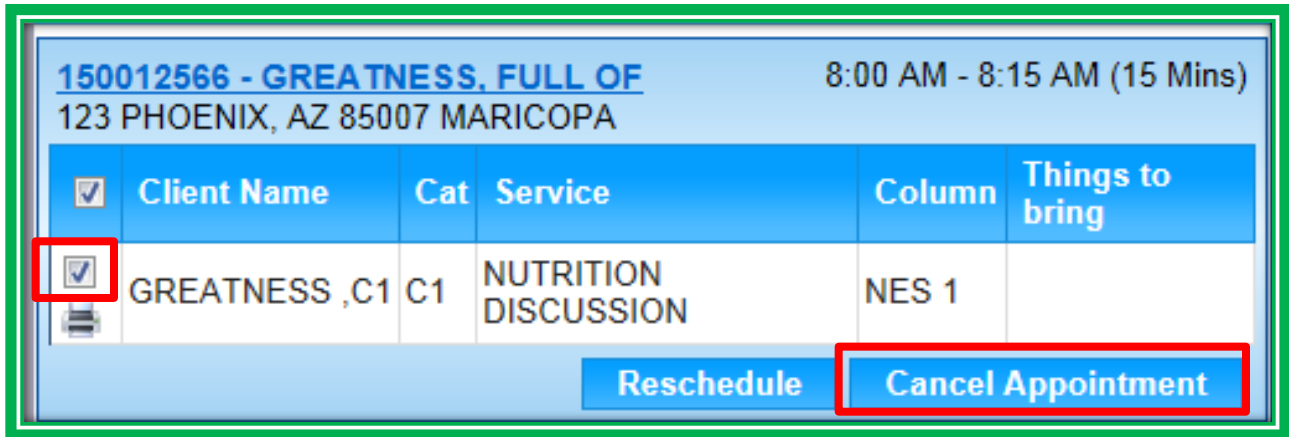 150012566 - GREATNESS, FULL OF 8:00 AM - 8:15 AM (15 Mins)
123 PHOENIX, AZ 85007 MARICOPA
Client Name Cat Service Column Things to
bring
GREATNESS ,C1 C1 NUTRITION
DISCUSSION NES 1
Reschedule Cancel Appointment